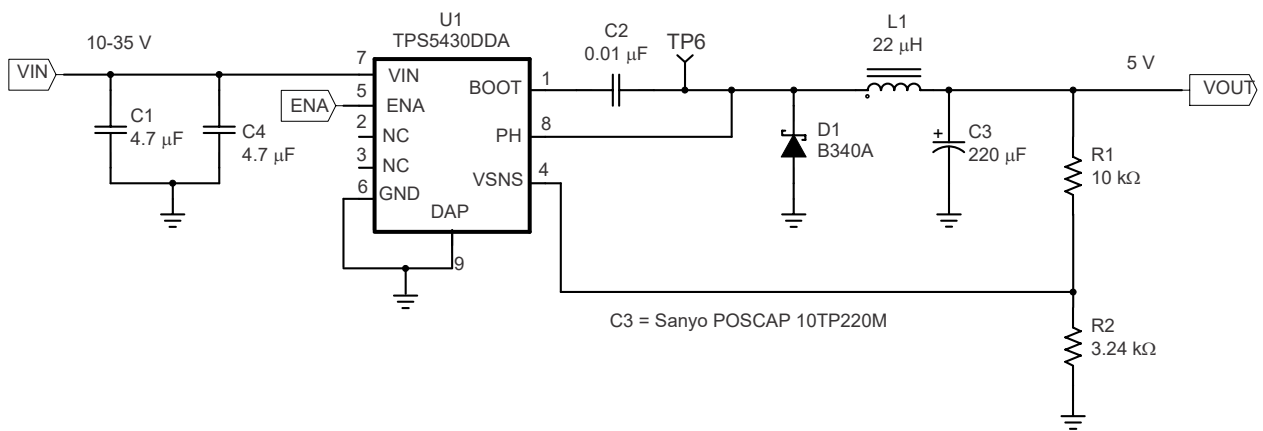 U1
TPS5430DDA
10-35 V
VIN
C1
4.7 μF
C4
4.7 μF
ENA
7
5
2
3
6
VIN
ENA
NC
NC
GND
DAP
9
BOOT
PH
VSNS
1
8
4
C2
0.01 μF
TP6
L1
22 μH
D1
B340A
+
C3
220 μF
5 V
VOUT
R1
10 kΩ
R2
3.24 kΩ
C3 = Sanyo POSCAP 10TP220M